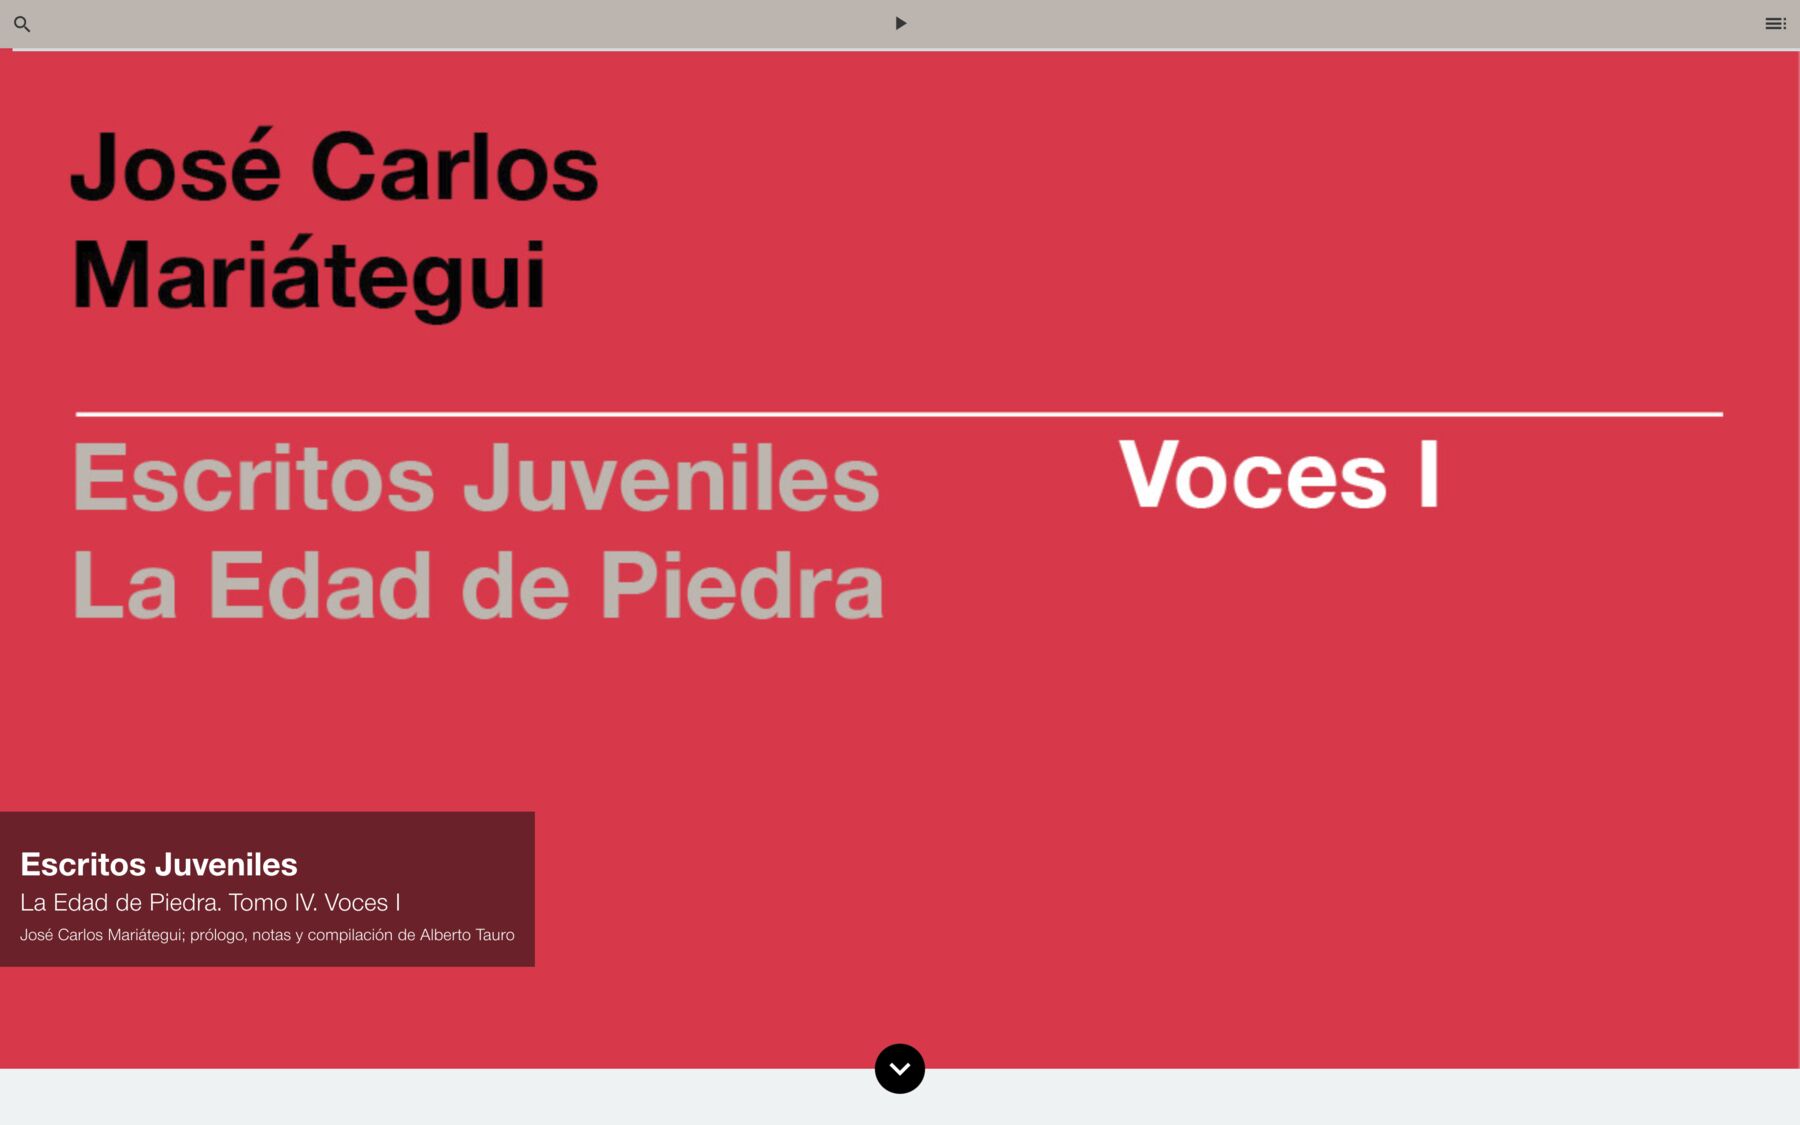 José Carlos
Mariátegui
Escritos Juveniles
La Edad de Piedra
Voces I
Escritos Juveniles
La Edad de Piedra. Tomo IV. Voces I
José Carlos Mariátegui; prólogo, notas y compilación de Alberto Tauro